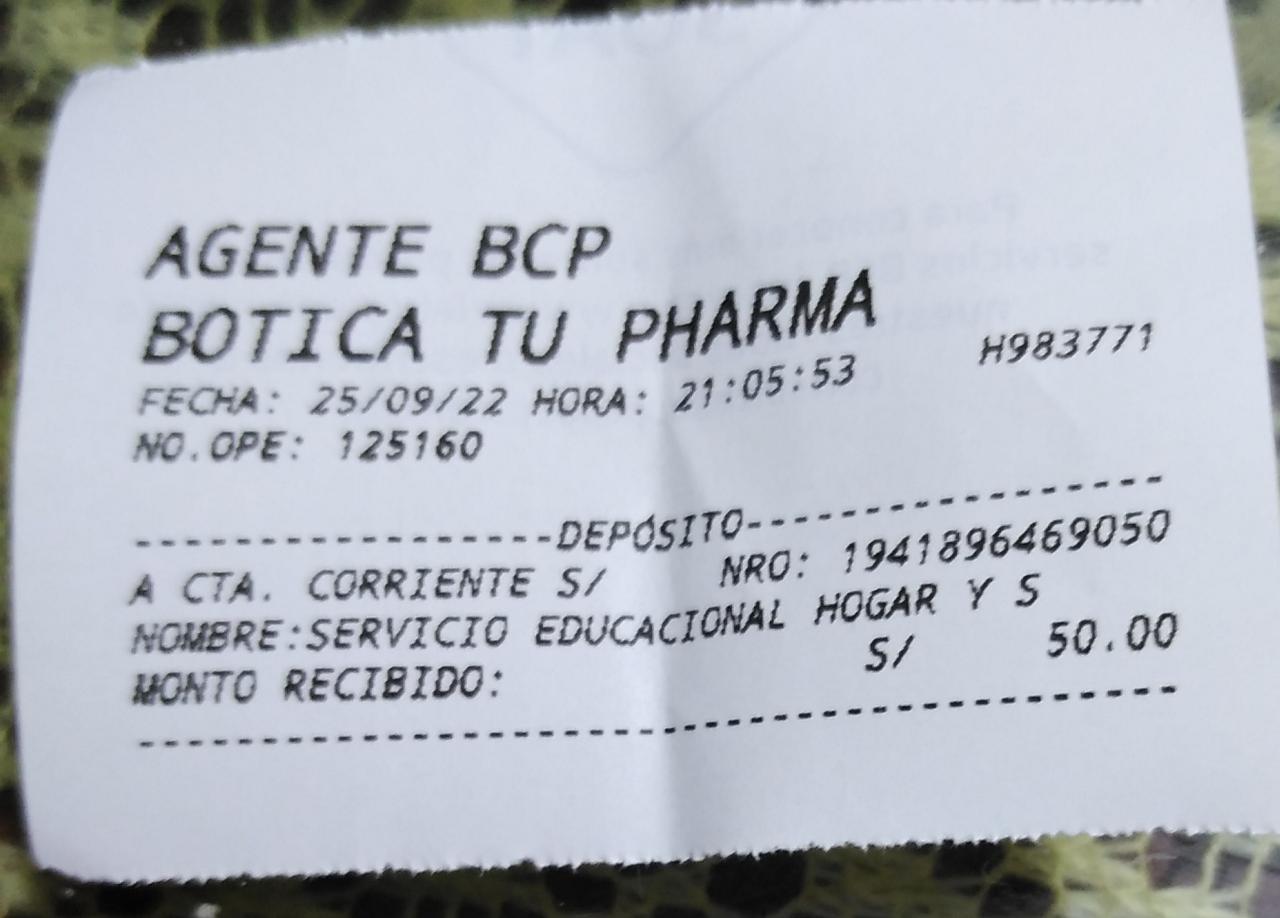 AGENTE BCP
BOTICA TU PHARMA
FECHA: 25/09/22 HORA: 21:05:53 H983771
NO.OPE: 125160
------------------DEPÓSITO------------------
A CTA. CORRIENTE S/ NRO: 1941896469050
NOMBRE:SERVICIO EDUCACIONAL HOGAR Y S
MONTO RECIBIDO: S/ 50.00
--------------------------------------------